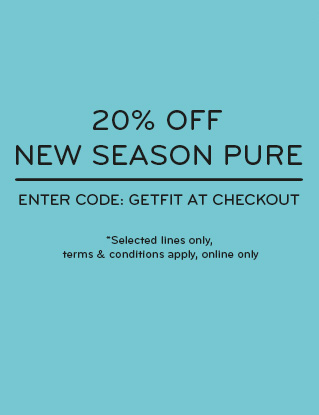 20% OFF
NEW SEASON PURE
ENTER CODE: GETFIT AT CHECKOUT
*Selected lines only,
terms & conditions apply, online only